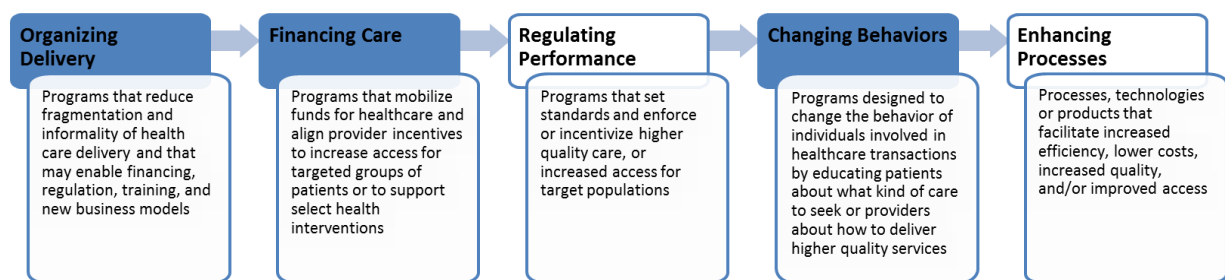 Organizing
Delivery
Programs that reduce
fragmentation and
informality of health
care delivery and that
may enable financing,
regulation, training, and
new business models
Financing Care
Programs that mobilize
funds for healthcare and
align provider incentives
to increase access for
targeted groups of
patients or to support
select health
interventions
Regulating
Performance
Programs that set
standards and enforce
or incentivize higher
quality care, or
increased access for
target populations
Changing Behaviors
Programs designed to
change the behavior of
individuals involved in
healthcare transactions
by educating patients
about what kind of care
to seek or providers
about how to deliver
higher quality services
Enhancing
Processes
Processes, technologies
or products that
facilitate increased
efficiency, lower costs,
increased quality,
and/or improved access